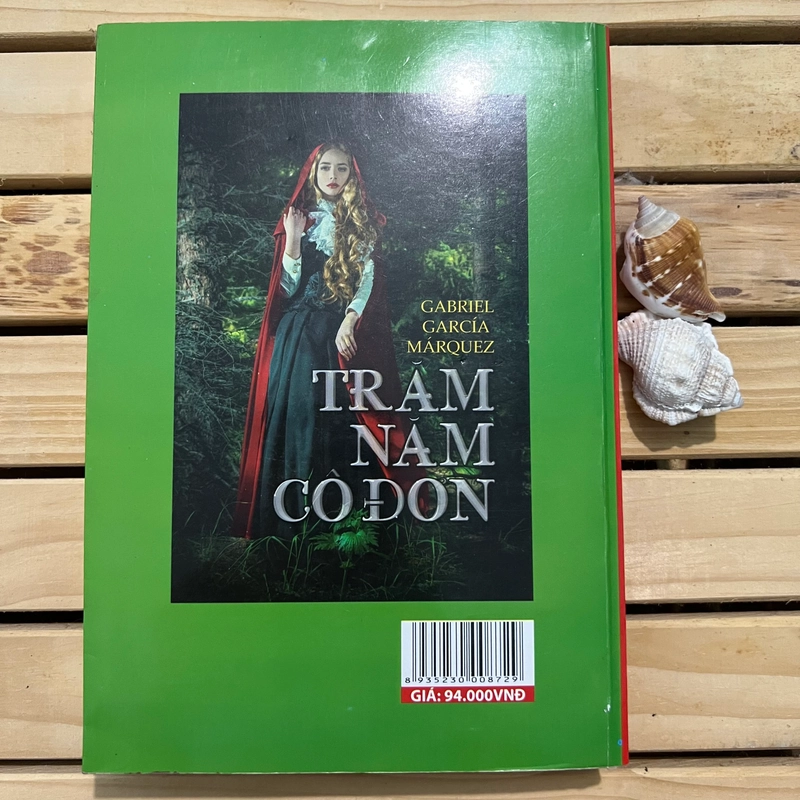 GABRIEL
GARCÍA
MÁRQUEZ
TRĂM
NĂM
CÔ ĐƠN
8 935230 008729
GIÁ: 94.000VNĐ